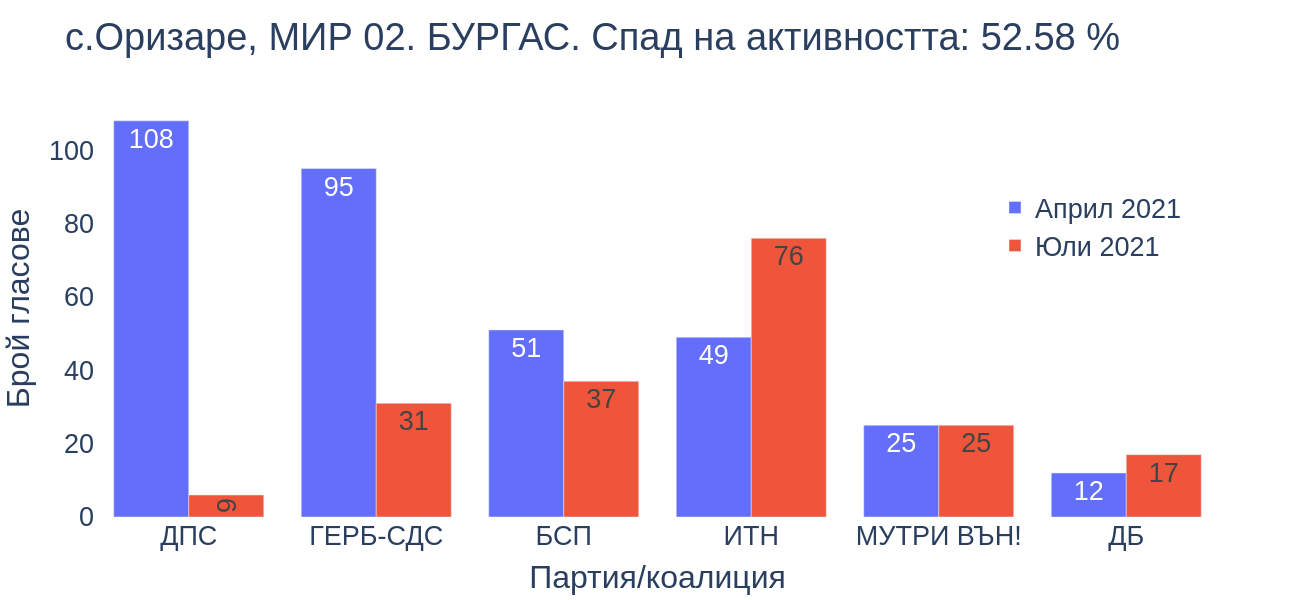 с.Оризаре, МИР 02. БУРГАС. Спад на активността: 52.58 %
Брой гласове
100
80
60
40
20
0
108
6
95
31
51
37
49
76
25
25
12
17
Април 2021
Юли 2021
ДПС
ГЕРБ-СДС
БСП
ИТН
МУТРИ ВЪН!
ДБ
Партия/коалиция